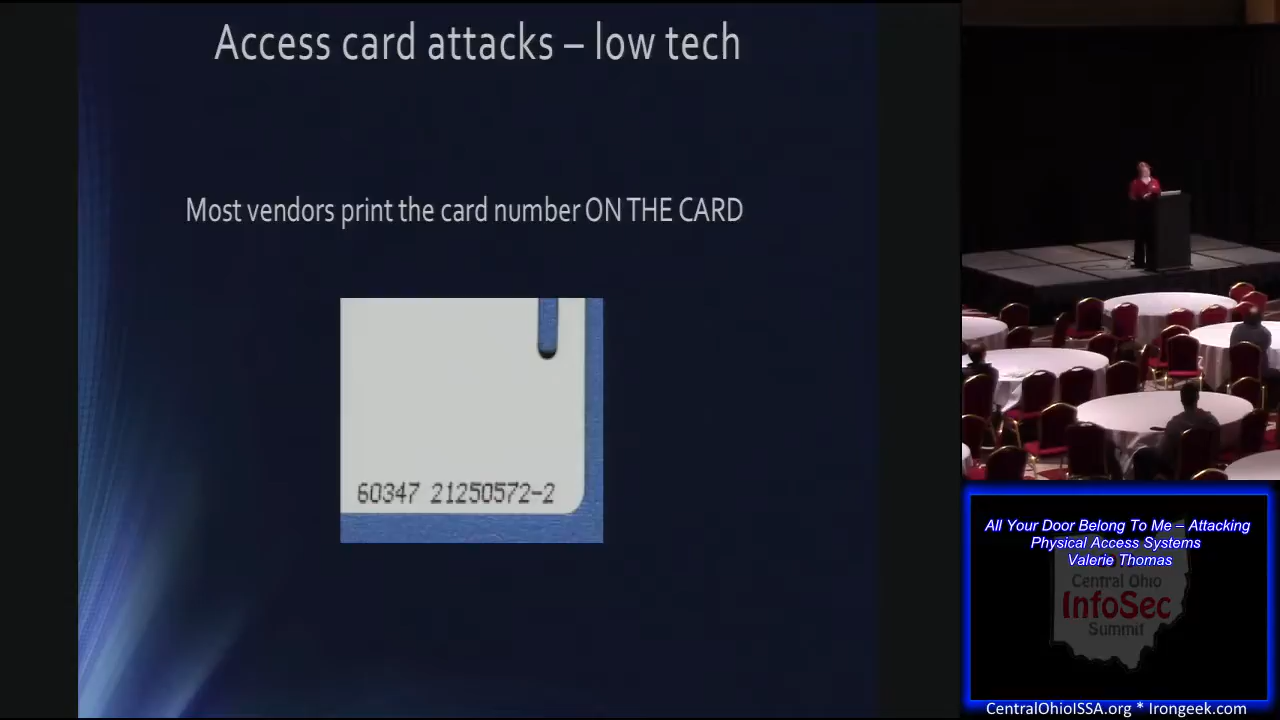 Access card attacks – low tech
Most vendors print the card number ON THE CARD
60347 21250572-2
All Your Door Belong To Me – Attacking
Physical Access Systems
Valerie Thomas
Central Ohio
InfoSec
Summit
CentralOhioISSA.org * Irongeek.com